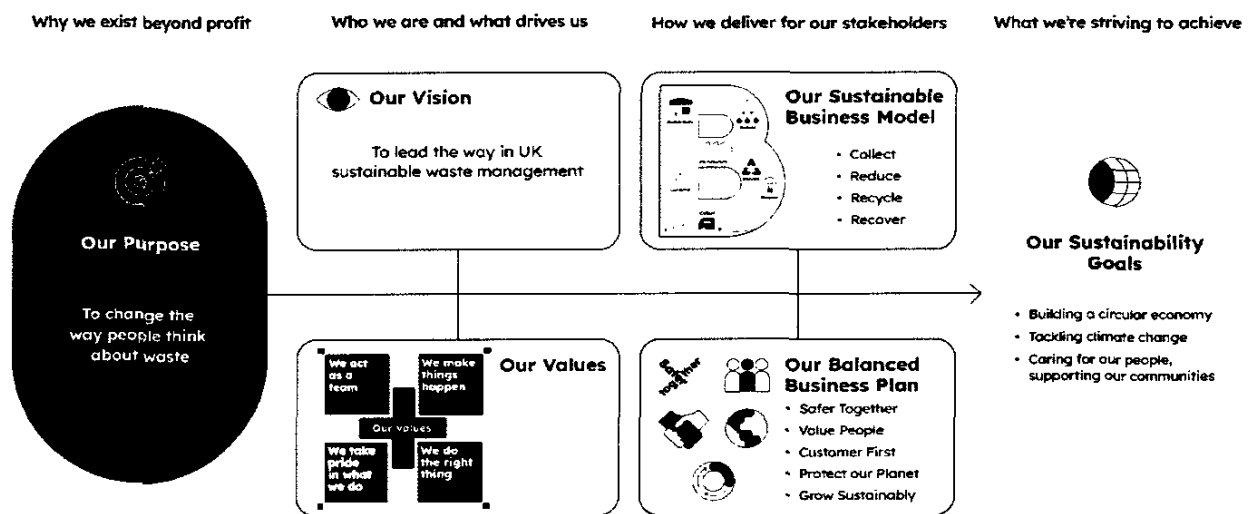 Why we exist beyond profit
Who we are and what drives us
How we deliver for our stakeholders
What we're striving to achieve
Our Purpose
To change the
way people think
about waste
Our Vision
To lead the way in UK
sustainable waste management
Our Values
We act
as a
team
We make
things
happen
Our values
We take
pride
in what
we do
We do
the right
thing
Our Sustainable
Business Model
• Collect
• Reduce
• Recycle
• Recover
Collect
Our Balanced
Business Plan
• Safer Together
• Value People
• Customer First
• Protect our Planet
• Grow Sustainably
Our Sustainability
Goals
• Building a circular economy
• Tackling climate change
• Caring for our people,
supporting our communities